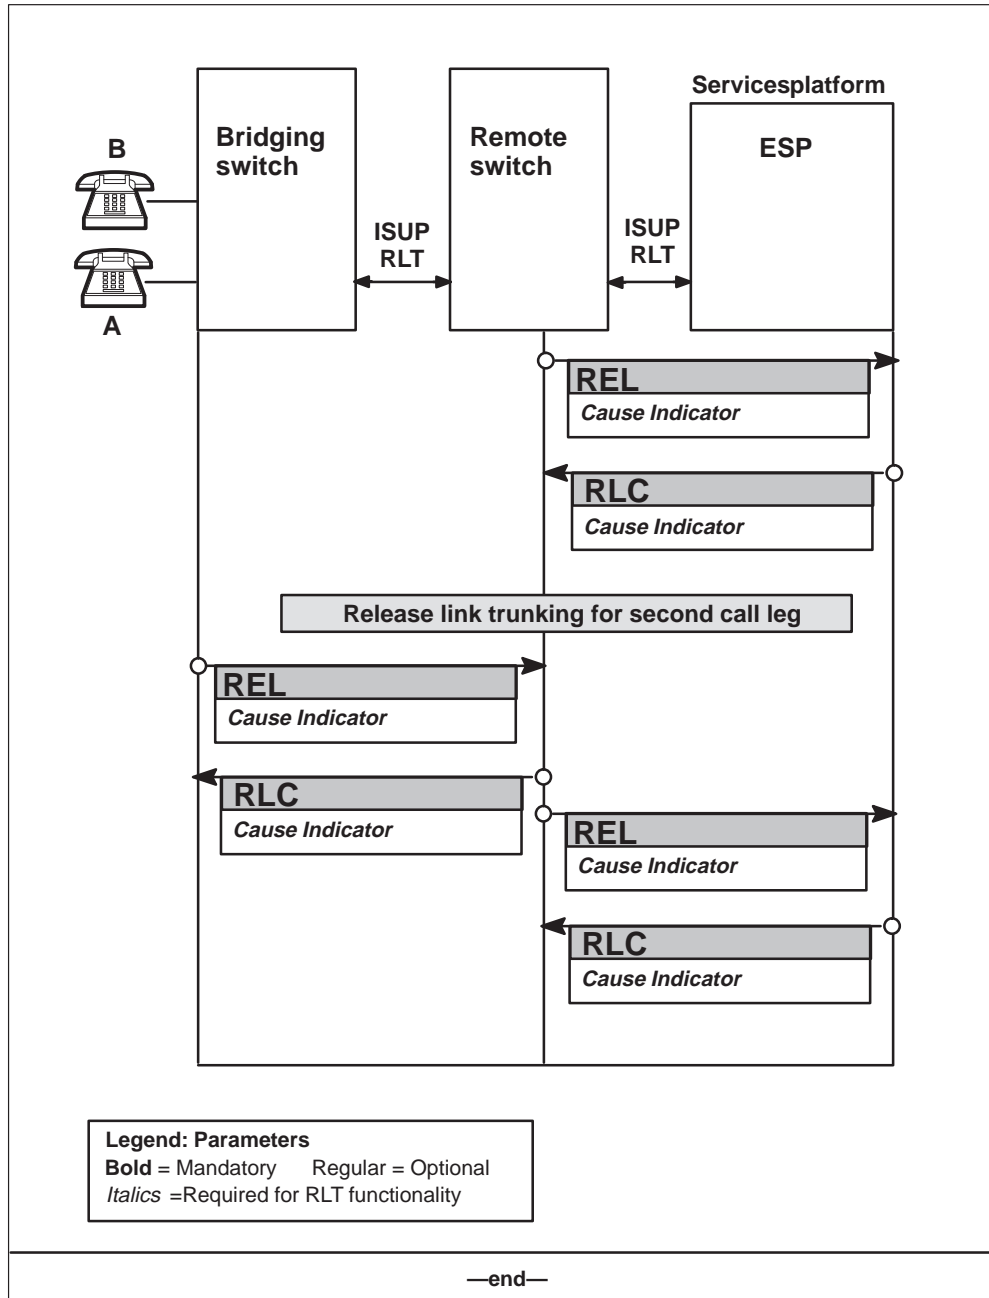 Servicesplatform
Bridging
switch
Remote
switch
ESP
B
ISUP
RLT
ISUP
RLT
A
REL
Cause Indicator
RLC
Cause Indicator
Release link trunking for second call leg
REL
Cause Indicator
RLC
Cause Indicator
REL
Cause Indicator
RLC
Cause Indicator
Legend: Parameters
Bold = Mandatory Regular = Optional
Italics =Required for RLT functionality
—end—